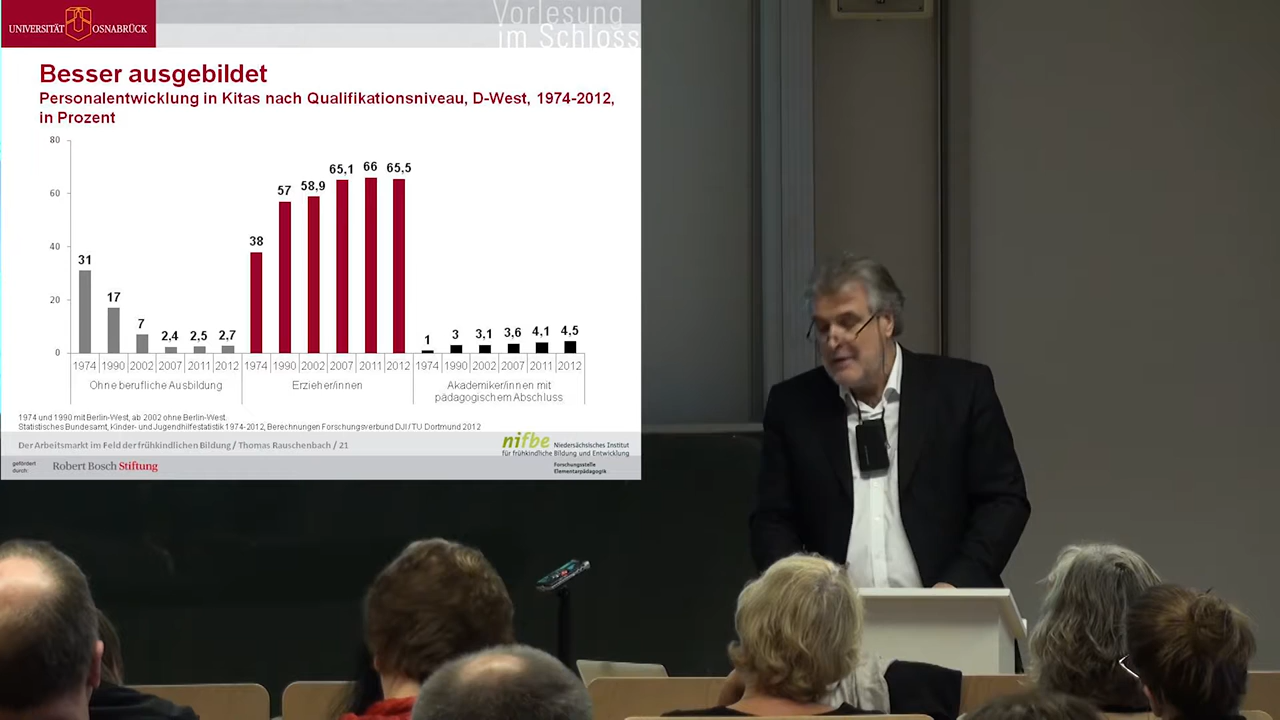 UNIVERSITÄT OSNABRÜCK
Vorlesung
im Schloss
Besser ausgebildet
Personalentwicklung in Kitas nach Qualifikationsniveau, D-West, 1974-2012,
in Prozent
80
60
40
20
0
31 17 7 2,4 2,5 2,7
38 57 58,9 65,1 66 65,5
1 3 3,1 3,6 4,1 4,5
1974 1990 2002 2007 2011 2012 1974 1990 2002 2007 2011 2012 1974 1990 2002 2007 2011 2012
Ohne berufliche Ausbildung Erzieher/innen Akademiker/innen mit
pädagogischem Abschluss
1974 und 1990 mit Berlin-West, ab 2002 ohne Berlin-West.
Statistisches Bundesamt, Kinder- und Jugendhilfestatistik 1974-2012, Berechnungen Forschungsverbund DJI/TU Dortmund 2012
Der Arbeitsmarkt im Feld der frühkindlichen Bildung / Thomas Rauschenbach / 21
nifbe Niedersächsisches Institut
für frühkindliche Bildung und Entwicklung
gefördert
durch:
Robert Bosch Stiftung
Forschungsstelle
Elementarpädagogik